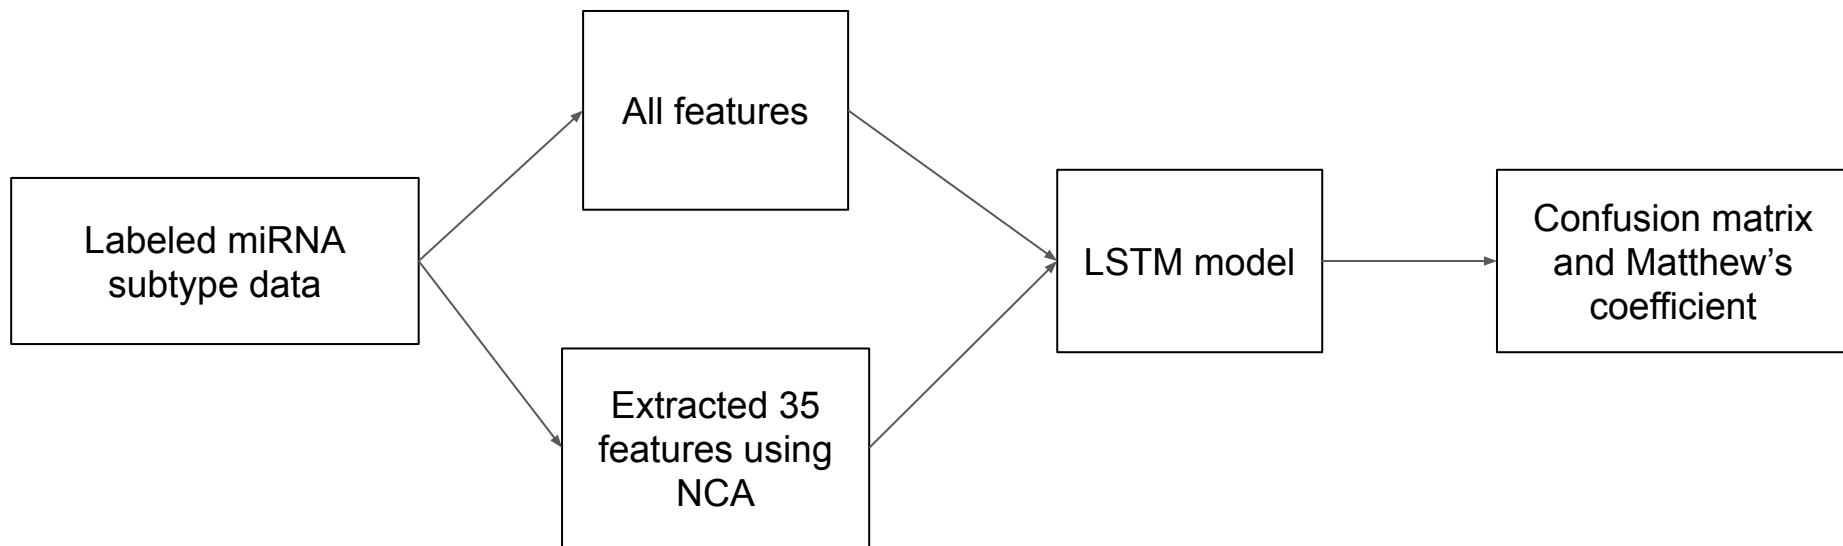 All features
Labeled miRNA
subtype data
LSTM model
Confusion matrix
and Matthew’s
coefficient
Extracted 35
features using
NCA